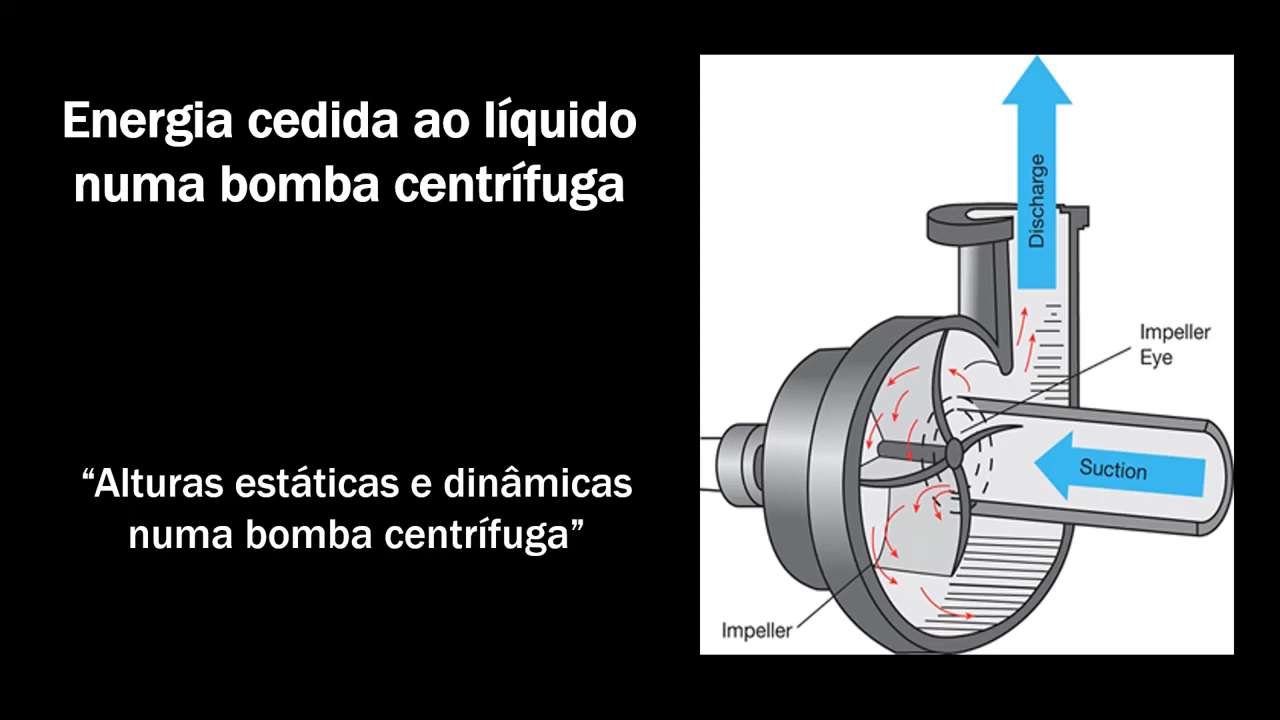 Energia cedida ao líquido
numa bomba centrífuga
“Alturas estáticas e dinâmicas
numa bomba centrífuga”
Discharge
Impeller
Eye
Suction
Impeller